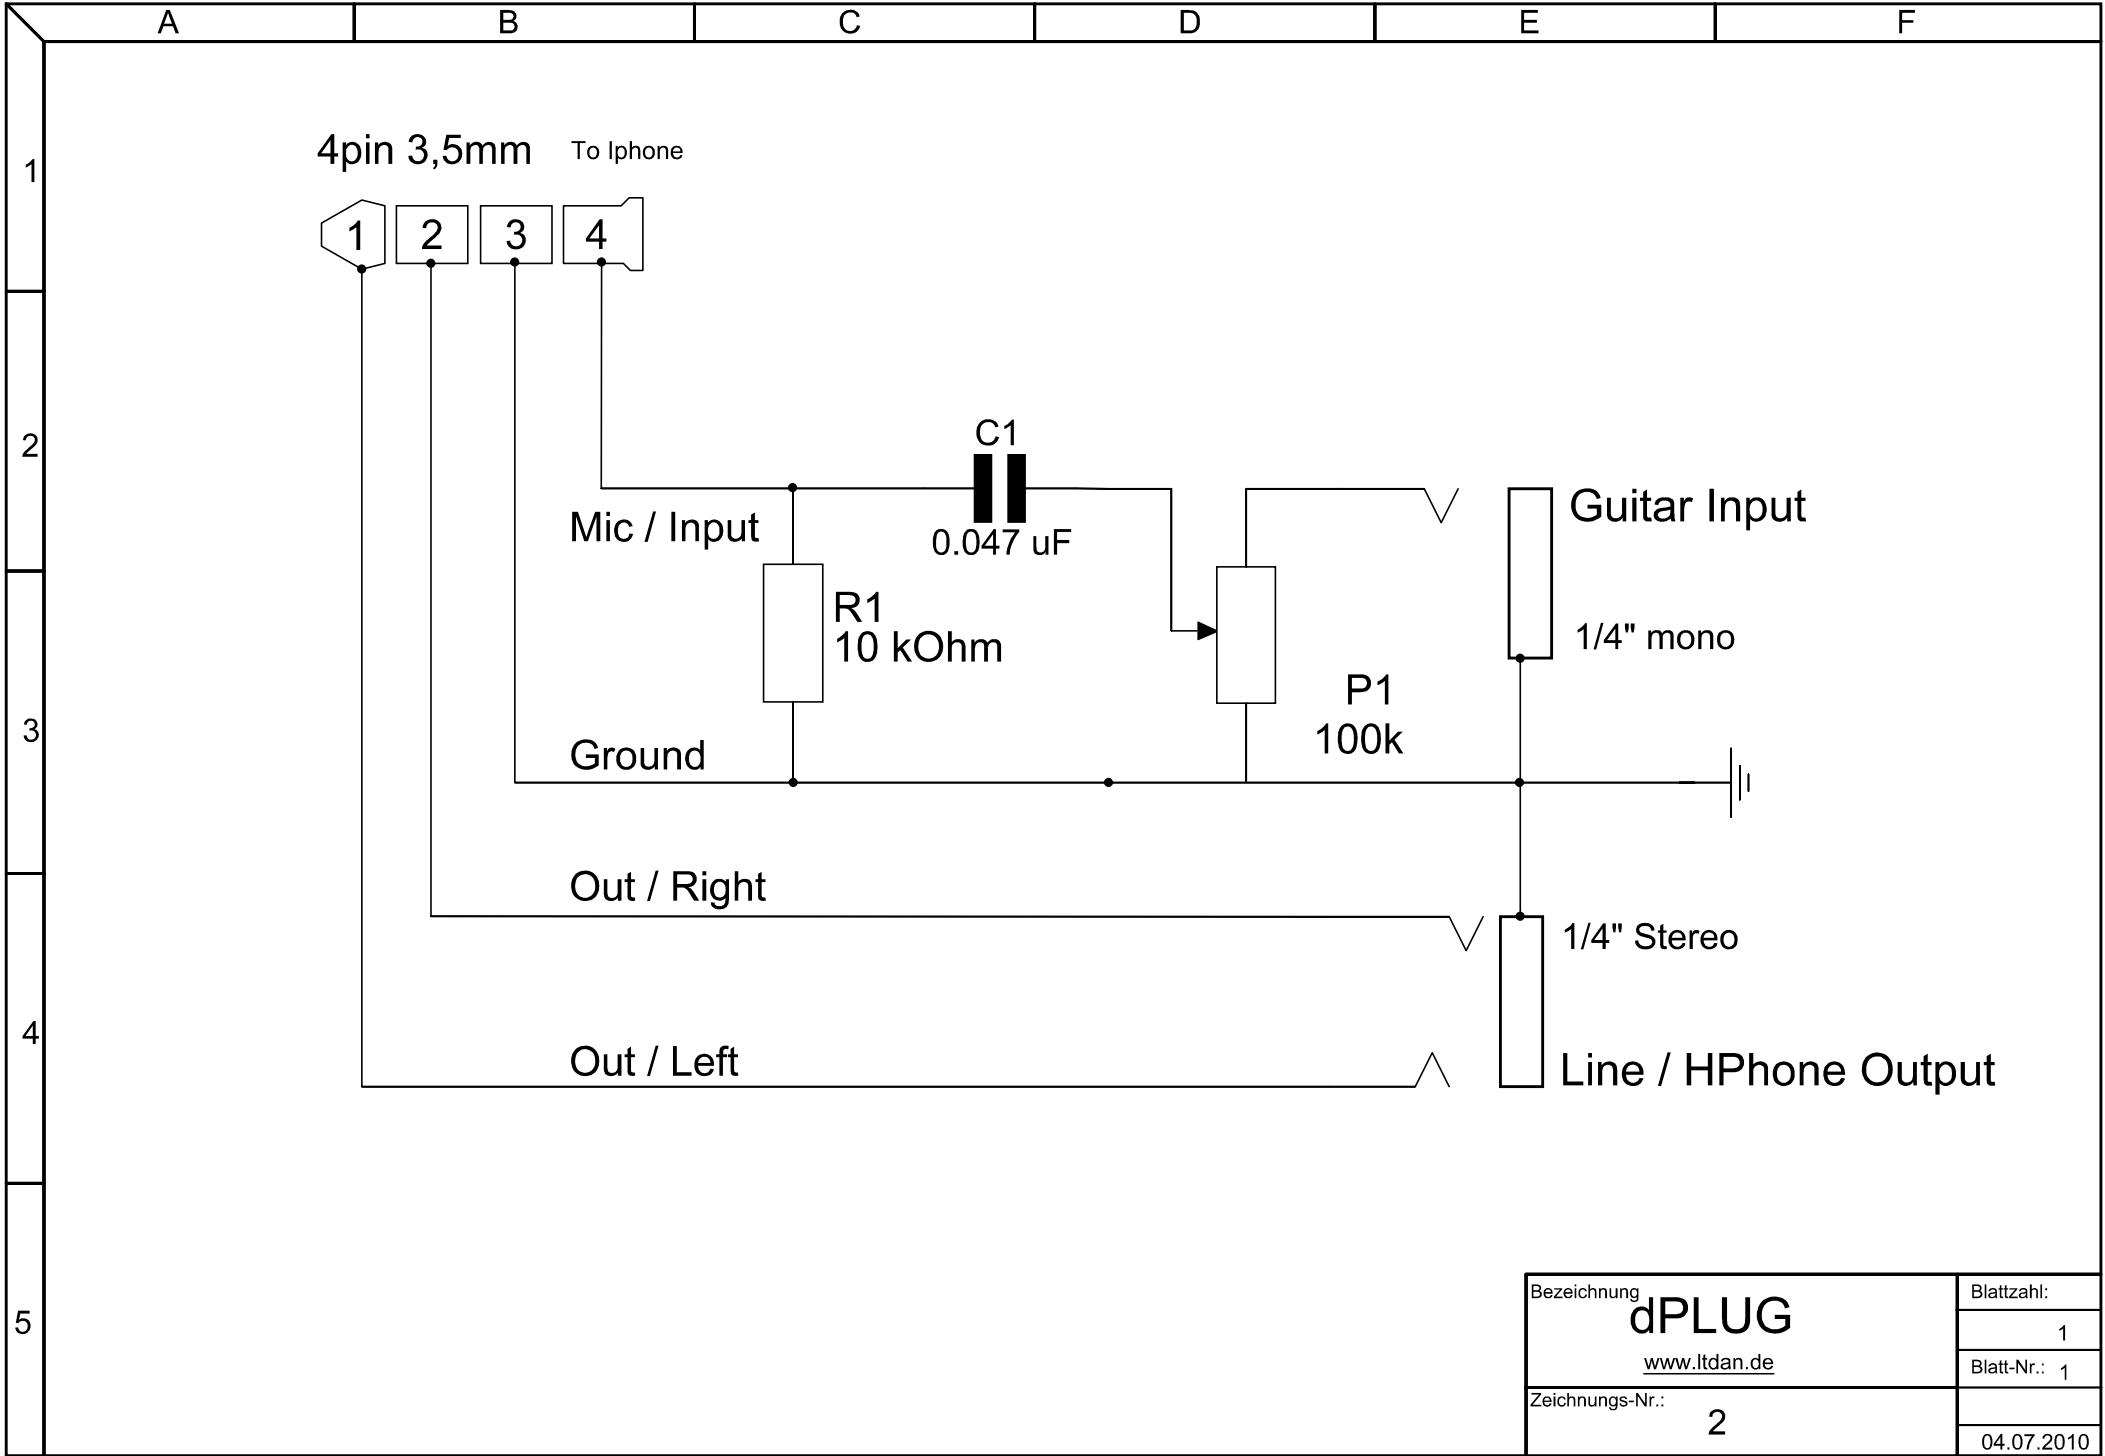 A B C D E F
1
2
3
4
5
4pin 3,5mm To Iphone
1 2 3 4
C1
0.047 uF
Mic / Input
Guitar Input
R1
10 kOhm
1/4" mono
P1
100k
Ground
Out / Right
1/4" Stereo
Out / Left
Line / HPhone Output
Bezeichnung
dPLUG
www.ltdan.de
Zeichnungs-Nr.:
2
Blattzahl:
1
Blatt-Nr.: 1
04.07.2010